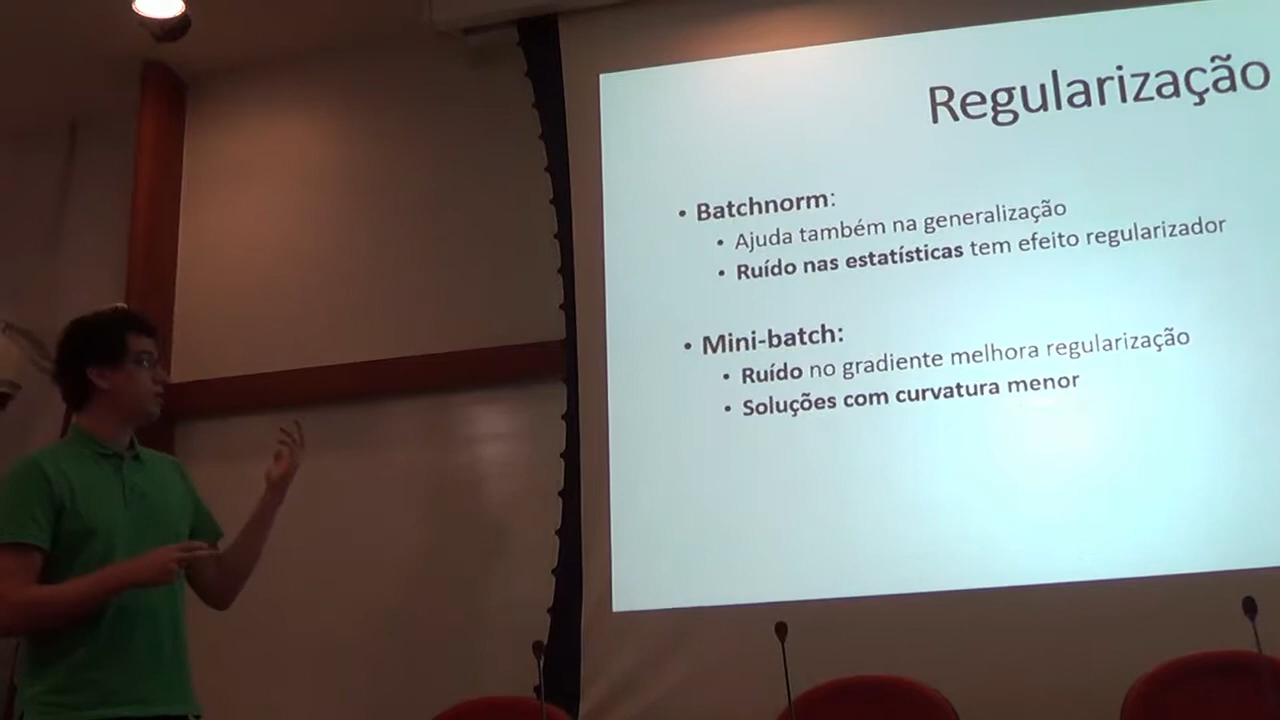 Regularização
• Batchnorm:
• Ajuda também na generalização
• Ruído nas estatísticas tem efeito regularizador
• Mini-batch:
• Ruído no gradiente melhora regularização
• Soluções com curvatura menor